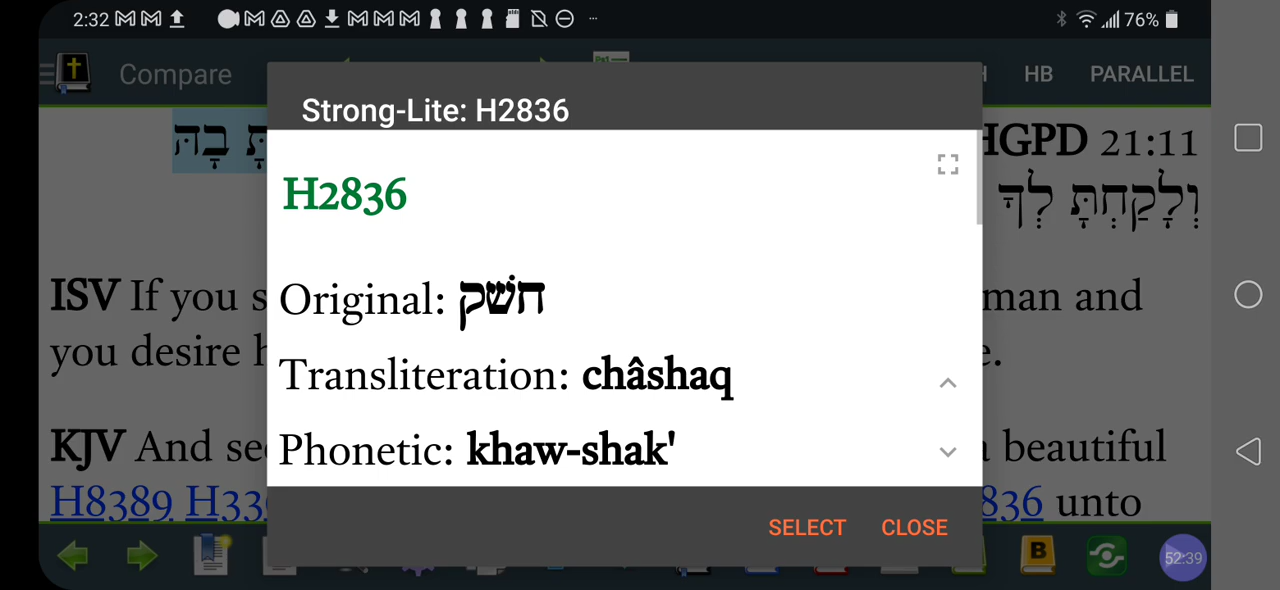 2:32
76%
Compare
HB
PARALLEL
Strong-Lite: H2836
HGPD 21:11
בָהּ
וְלָקַחְתָּ לְךָ
H2836
ISV If you s
man and
Original: חשׁק
you desire h
e.
Transliteration: châshaq
KJV And se
a beautiful
Phonetic: khaw-shak'
H8389 H33
836 unto
SELECT
CLOSE
B
52:39